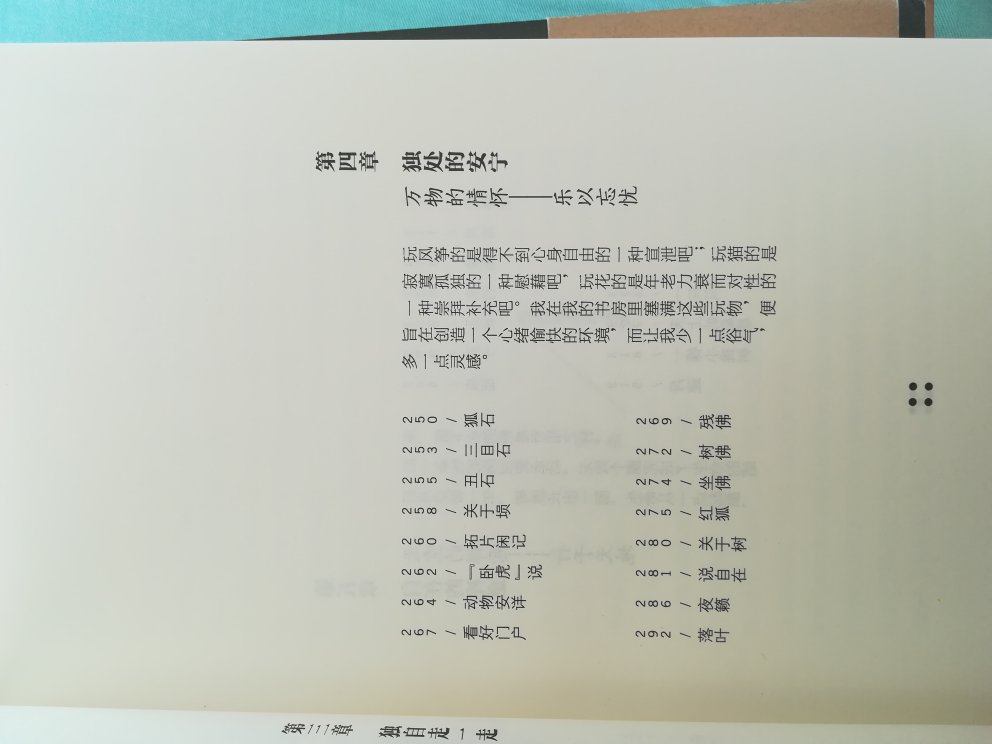 第四章 独处的安宁
万物的情怀——乐以忘忧
玩风筝的是得不到心身自由的一种宣泄吧；玩猫的是
寂寞孤独的一种慰藉吧，玩花的是年老力衰而对性的
一种崇拜补充吧。我在我的书房里塞满这些玩物，便
旨在创造一个心绪愉快的环境，而让我少一点俗气，
多一点灵感。
250 / 狐石
253 / 三目石
255 / 丑石
258 / 关于埙
260 / 拓片闲记
262 / 『卧虎』说
264 / 动物安详
267 / 看好门户
269 / 残佛
272 / 树佛
274 / 坐佛
275 / 红狐
280 / 关于树
281 / 说自在
286 / 夜籁
292 / 落叶
第三章 独自走一走